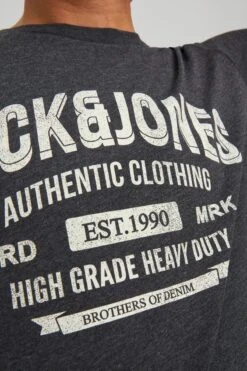 CK&JONES
AUTHENTIC CLOTHING
EST.1990
RD MRK
HIGH GRADE HEAVY DUTY
BROTHERS OF DENIM